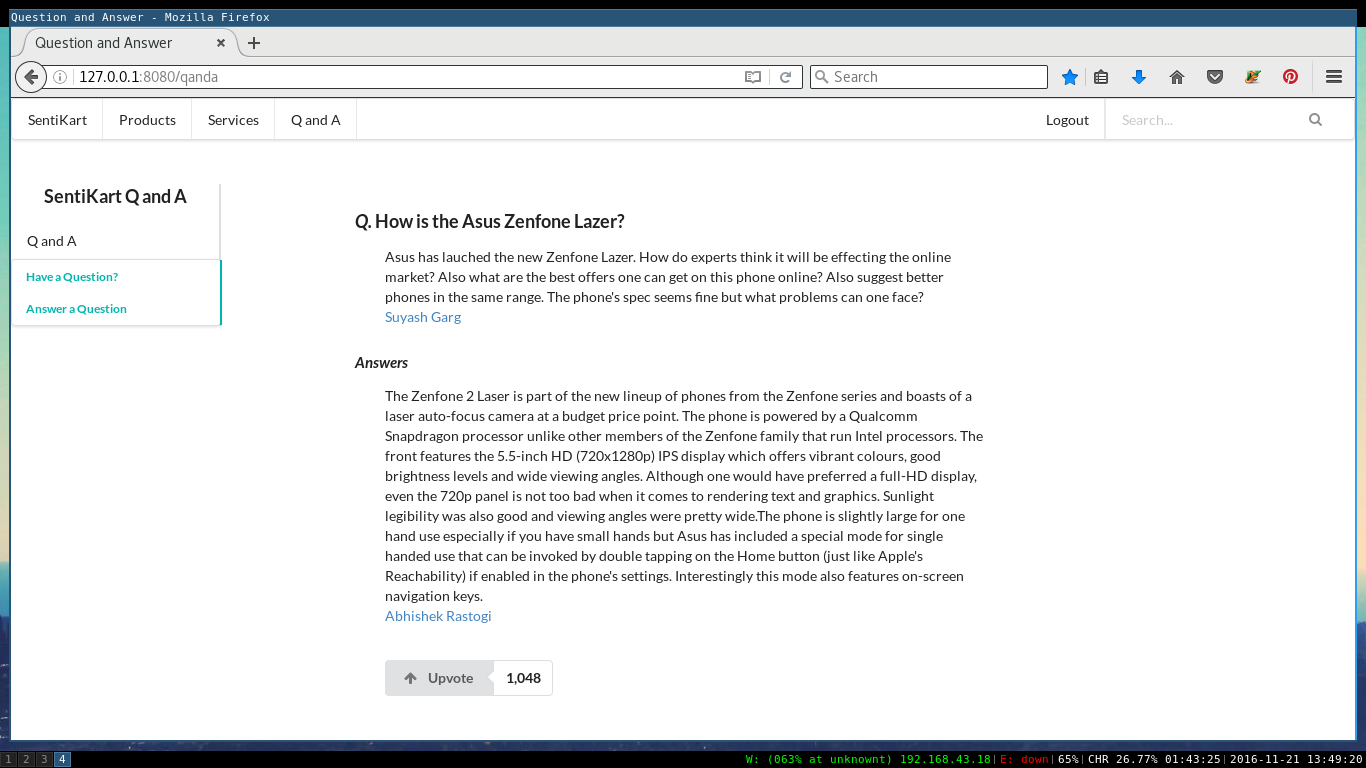 Question and Answer - Mozilla Firefox
Question and Answer
127.0.0.1:8080/qanda
Search
SentiKart
Products
Services
Q and A
Logout
Search...
SentiKart Q and A
Q and A
Have a Question?
Answer a Question
Q. How is the Asus Zenfone Lazer?
Asus has lauched the new Zenfone Lazer. How do experts think it will be effecting the online
market? Also what are the best offers one can get on this phone online? Also suggest better
phones in the same range. The phone's spec seems fine but what problems can one face?
Suyash Garg
Answers
The Zenfone 2 Laser is part of the new lineup of phones from the Zenfone series and boasts of a
laser auto-focus camera at a budget price point. The phone is powered by a Qualcomm
Snapdragon processor unlike other members of the Zenfone family that run Intel processors. The
front features the 5.5-inch HD (720x1280p) IPS display which offers vibrant colours, good
brightness levels and wide viewing angles. Although one would have preferred a full-HD display,
even the 720p panel is not too bad when it comes to rendering text and graphics. Sunlight
legibility was also good and viewing angles were pretty wide.The phone is slightly large for one
hand use especially if you have small hands but Asus has included a special mode for single
handed use that can be invoked by double tapping on the Home button (just like Apple's
Reachability) if enabled in the phone's settings. Interestingly this mode also features on-screen
navigation keys.
Abhishek Rastogi
Upvote
1,048
1 2 3 4
W: (063% at unknownt) 192.168.43.18|E: down|65%|CHR 26.77% 01:43:25|2016-11-21 13:49:20